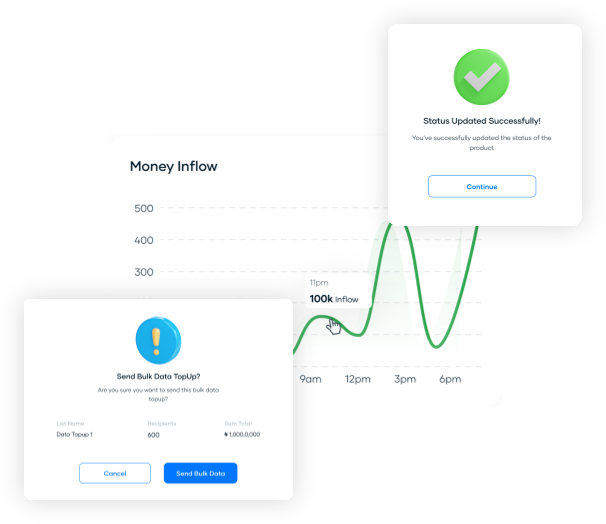 Status Updated Successfully!
You've successfully updated the status of the
product
Continue
Money Inflow
500
400
300
11pm
100k Inflow
9am 12pm 3pm 6pm
Send Bulk Data TopUp?
Are you sure you want to send this bulk data
topup?
List Name Recipients Sum Total
Data Topup 1 600 ₦ 1,000,0,000
Cancel Send Bulk Data